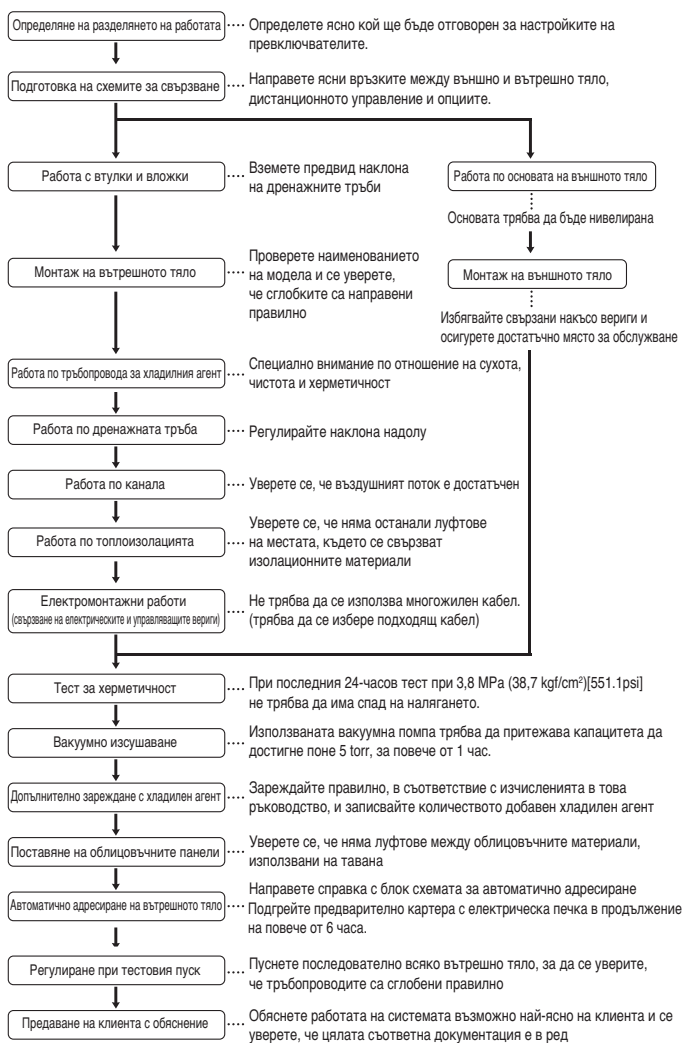 Определяне на разделянето на работата
Определете ясно кой ще бъде отговорен за настройките на
превключвателите.
Подготовка на схемите за свързване
Направете ясни връзките между външно и вътрешно тяло,
дистанционното управление и опциите.
Работа с втулки и вложки
Вземете предвид наклона
на дренажните тръби
Работа по основата на външното тяло
Основата трябва да бъде нивелирана
Монтаж на вътрешното тяло
Проверете наименованието
на модела и се уверете,
че сглобките са направени
правилно
Монтаж на външното тяло
Избягвайте свързани накъсо вериги и
осигурете достатъчно място за обслужване
Работа по тръбопровода за хладилния агент
Специално внимание по отношение на сухота,
чистота и херметичност
Работа по дренажната тръба
Регулирайте наклона надолу
Работа по канала
Уверете се, че въздушният поток е достатъчен
Работа по топлоизолацията
Уверете се, че няма останали луфтове
на местата, където се свързват
изолационните материали
Електромонтажни работи
(свързване на електрическите и управляващите вериги)
Не трябва да се използва многожилен кабел.
(трябва да се избере подходящ кабел)
Тест за херметичност
При последния 24-часов тест при 3,8 MPa (38,7 kgf/cm²)[551.1psi]
не трябва да има спад на налягането.
Вакуумно изсушаване
Използваната вакуумна помпа трябва да притежава капацитета да
достигне поне 5 torr, за повече от 1 час.
Допълнително зареждане с хладилен агент
Зареждайте правилно, в съответствие с изчисленията в това
ръководство, и записвайте количеството добавен хладилен агент
Поставяне на облицовъчните панели
Уверете се, че няма луфтове между облицовъчните материали,
използвани на тавана
Автоматично адресиране на вътрешното тяло
Направете справка с блок схемата за автоматично адресиране
Подгрейте предварително картера с електрическа печка в продължение
на повече от 6 часа.
Регулиране при тестовия пуск
Пуснете последователно всяко вътрешно тяло, за да се уверите,
че тръбопроводите са сглобени правилно
Предаване на клиента с обяснение
Обяснете работата на системата възможно най-ясно на клиента и се
уверете, че цялата съответна документация е в ред